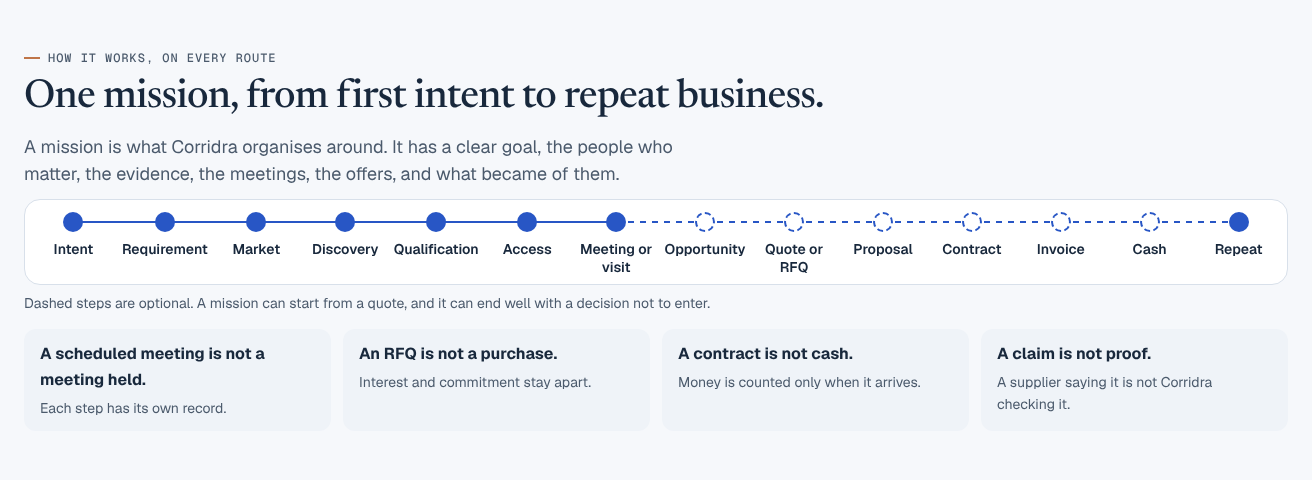 HOW IT WORKS, ON EVERY ROUTE
One mission, from first intent to repeat business.
A mission is what Corridra organises around. It has a clear goal, the people who
matter, the evidence, the meetings, the offers, and what became of them.
Intent
Requirement
Market
Discovery
Qualification
Access
Meeting or
visit
Opportunity
Quote or
RFQ
Proposal
Contract
Invoice
Cash
Repeat
Dashed steps are optional. A mission can start from a quote, and it can end well with a decision not to enter.
A scheduled meeting is not a
meeting held.
Each step has its own record.
An RFQ is not a purchase.
Interest and commitment stay apart.
A contract is not cash.
Money is counted only when it arrives.
A claim is not proof.
A supplier saying it is not Corridra
checking it.